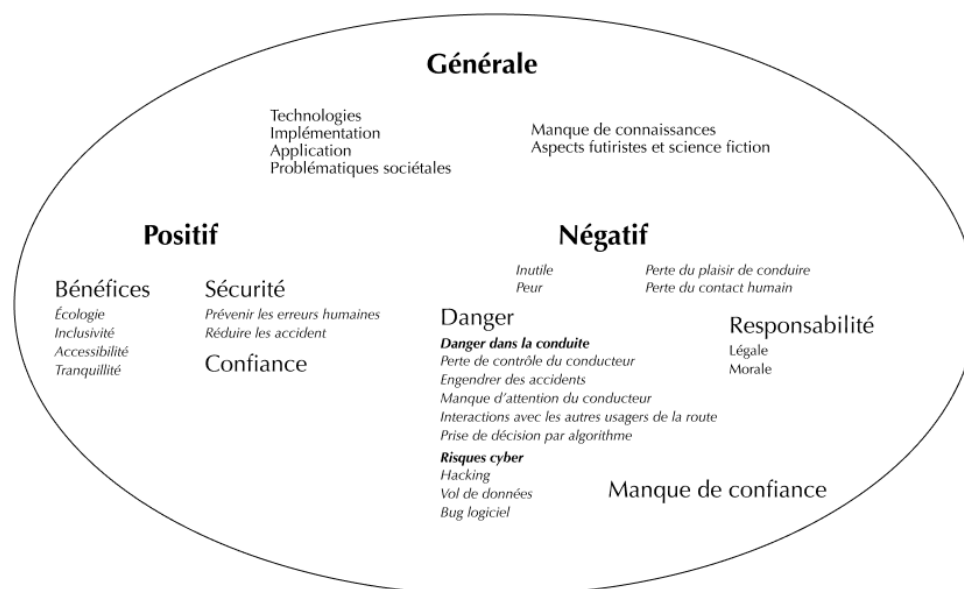 Générale
Technologies
Implémentation
Application
Problématiques sociétales
Manque de connaissances
Aspects futiristes et science fiction
Positif
Bénéfices
Écologie
Inclusivité
Accessibilité
Tranquillité
Sécurité
Prévenir les erreurs humaines
Réduire les accident
Confiance
Négatif
Inutile
Peur
Perte du plaisir de conduire
Perte du contact humain
Danger
Danger dans la conduite
Perte de contrôle du conducteur
Engendrer des accidents
Manque d'attention du conducteur
Interactions avec les autres usagers de la route
Prise de décision par algorithme
Risques cyber
Hacking
Vol de données
Bug logiciel
Responsabilité
Légale
Morale
Manque de confiance